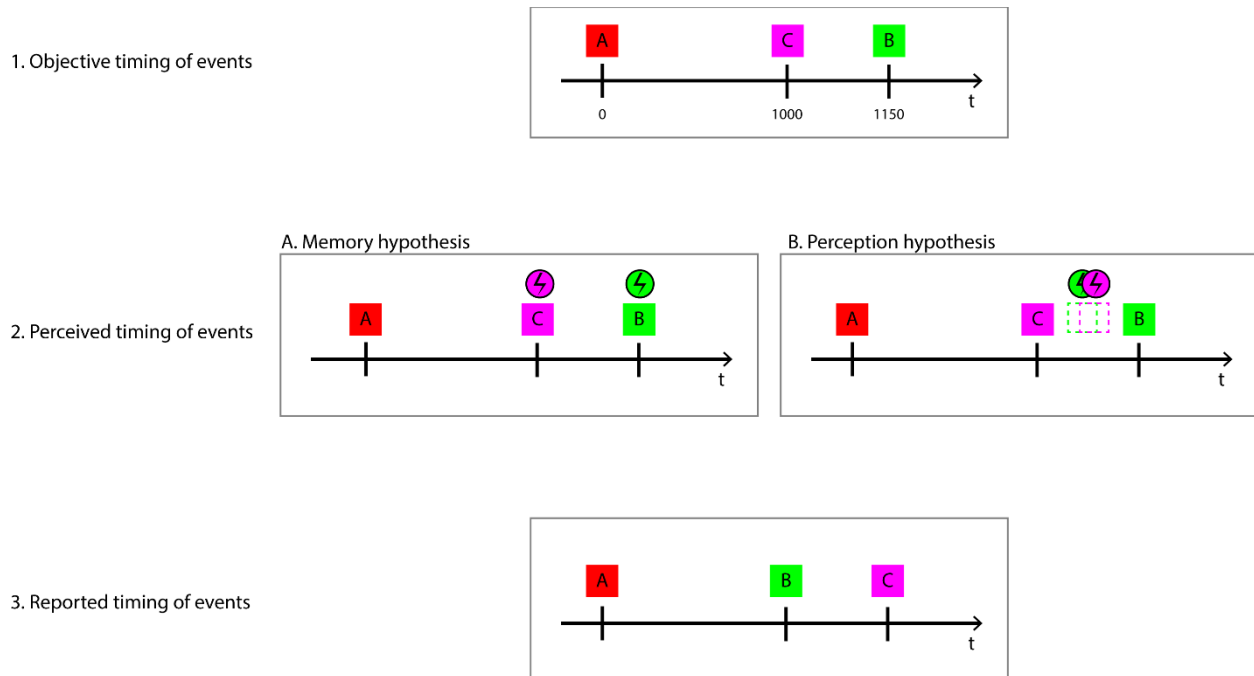 1. Objective timing of events
A C B
t
0 1000 1150
A. Memory hypothesis
B. Perception hypothesis
2. Perceived timing of events
A C B
t
A C B
t
3. Reported timing of events
A B C
t